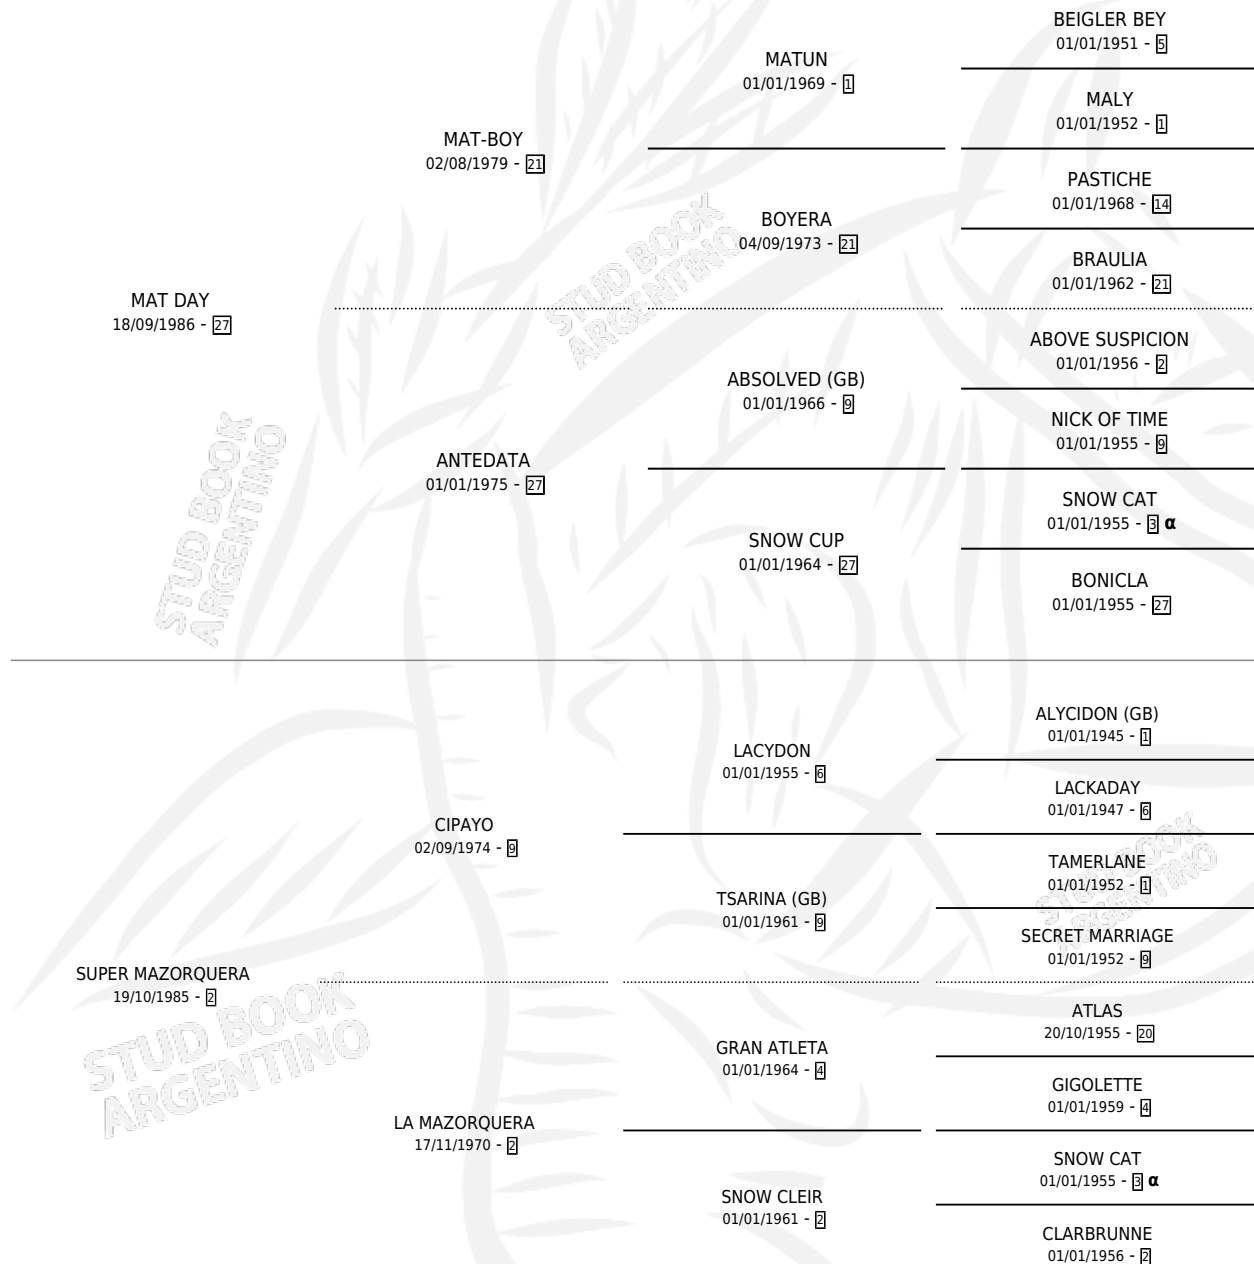 BEIGLER BEY
01/01/1951 - 5
MATUN
01/01/1969 - 1
MALY
01/01/1952 - 1
MAT-BOY
02/08/1979 - 21
PASTICHE
01/01/1968 - 14
BOYERA
04/09/1973 - 21
BRAULIA
01/01/1962 - 21
MAT DAY
18/09/1986 - 27
ABOVE SUSPICION
01/01/1956 - 2
ABSOLVED (GB)
01/01/1966 - 9
NICK OF TIME
01/01/1955 - 9
ANTEDATA
01/01/1975 - 27
SNOW CAT
01/01/1955 - 3 α
SNOW CUP
01/01/1964 - 27
BONICLA
01/01/1955 - 27
STUD BOOK
ARGENTINO
STUD BOOK
ARGENTINO
ALYCIDON (GB)
01/01/1945 - 1
LACYDON
01/01/1955 - 6
LACKADAY
01/01/1947 - 6
CIPAYO
02/09/1974 - 9
TAMERLANE
01/01/1952 - 1
TSARINA (GB)
01/01/1961 - 9
SECRET MARRIAGE
01/01/1952 - 9
SUPER MAZORQUERA
19/10/1985 - 2
ATLAS
20/10/1955 - 20
GRAN ATLETA
01/01/1964 - 4
GIGOLETTE
01/01/1959 - 4
LA MAZORQUERA
17/11/1970 - 2
SNOW CAT
01/01/1955 - 3 α
SNOW CLEIR
01/01/1961 - 2
CLARBRUNNE
01/01/1956 - 2
STUD BOOK
ARGENTINO
STUD BOOK
ARGENTINO